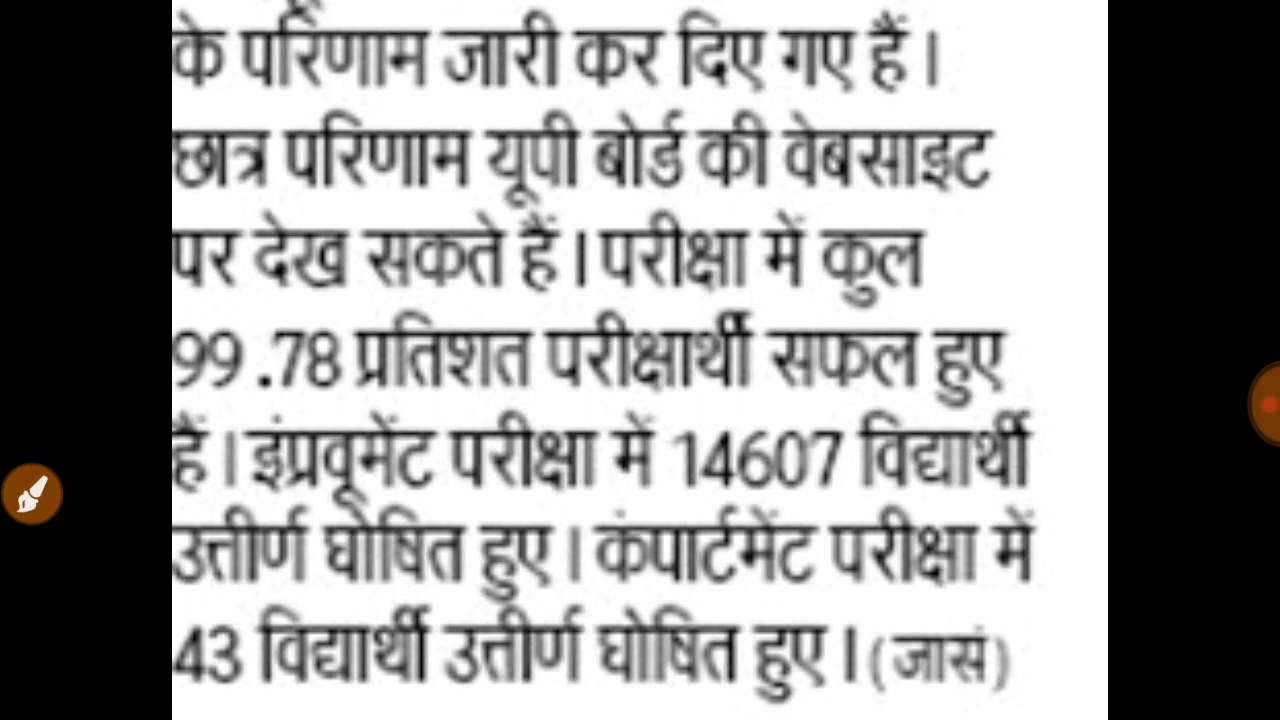 के परिणाम जारी कर दिए गए हैं।
छात्र परिणाम यूपी बोर्ड की वेबसाइट
पर देख सकते हैं। परीक्षा में कुल
99.78 प्रतिशत परीक्षार्थी सफल हुए
हैं। इंप्रवूमेंट परीक्षा में 14607 विद्यार्थी
उत्तीर्ण घोषित हुए। कंपार्टमेंट परीक्षा में
43 विद्यार्थी उत्तीर्ण घोषित हुए। (जासं)